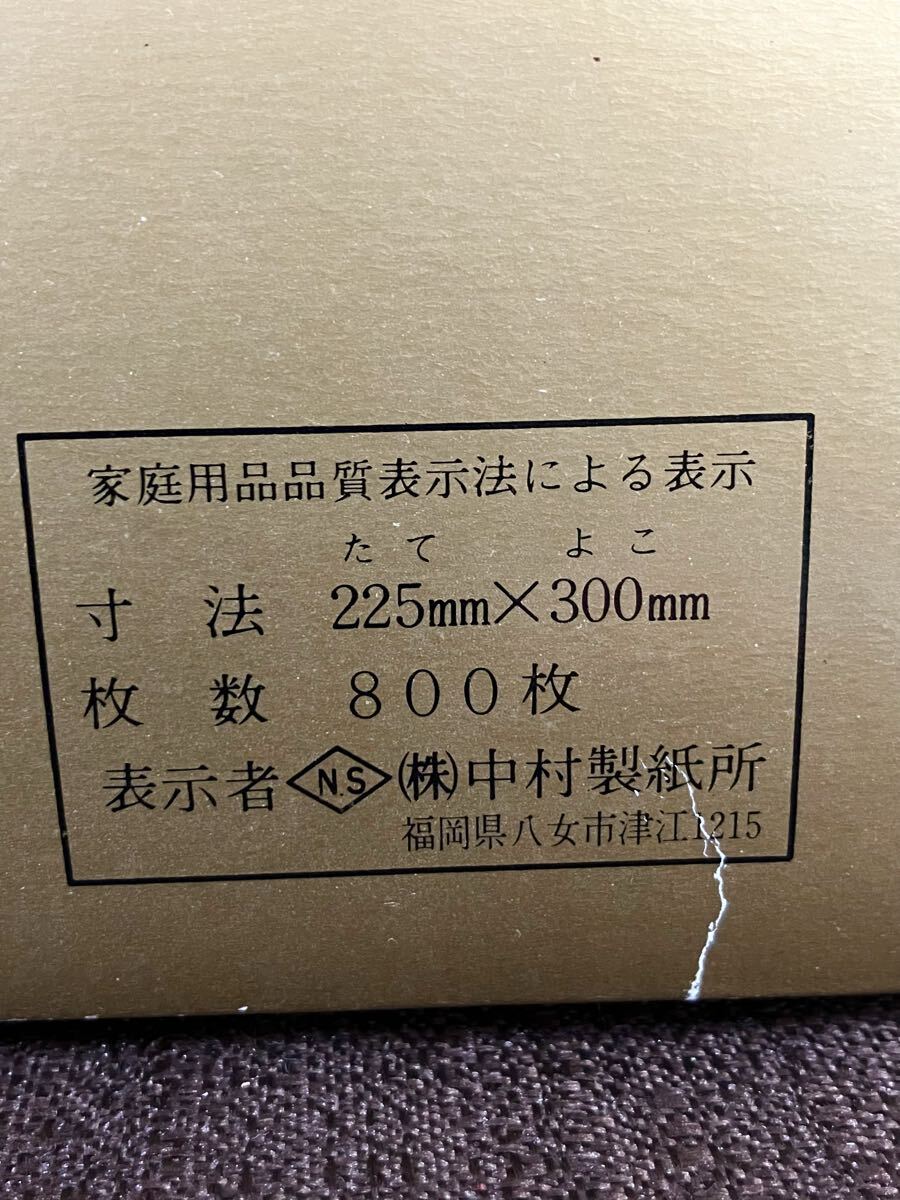 家庭用品品質表示法による表示
たて よこ
寸法 225mm×300mm
枚数 800枚
表示者 N.S ㈱中村製紙所
福岡県八女市津江1215